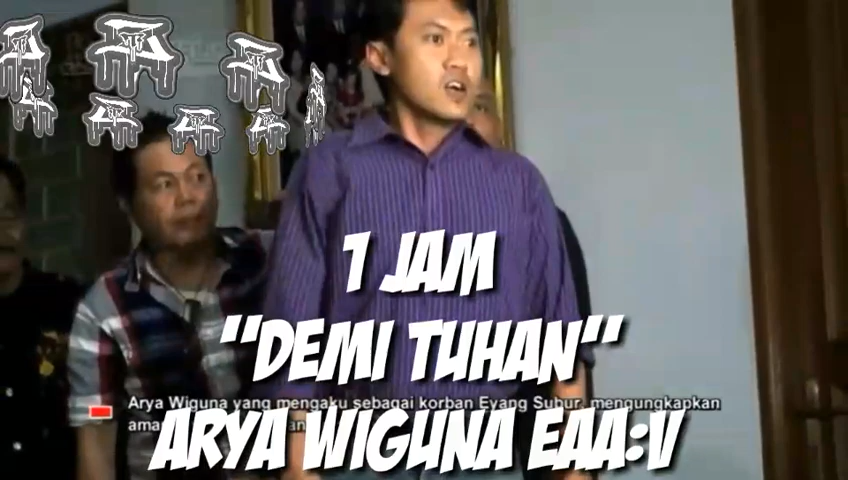 1 JAM
"DEMI TUHAN"
Arya Wiguna yang mengaku sebagai korban Eyang Subur, mengungkapkan
ARYA WIGUNA EAA:V